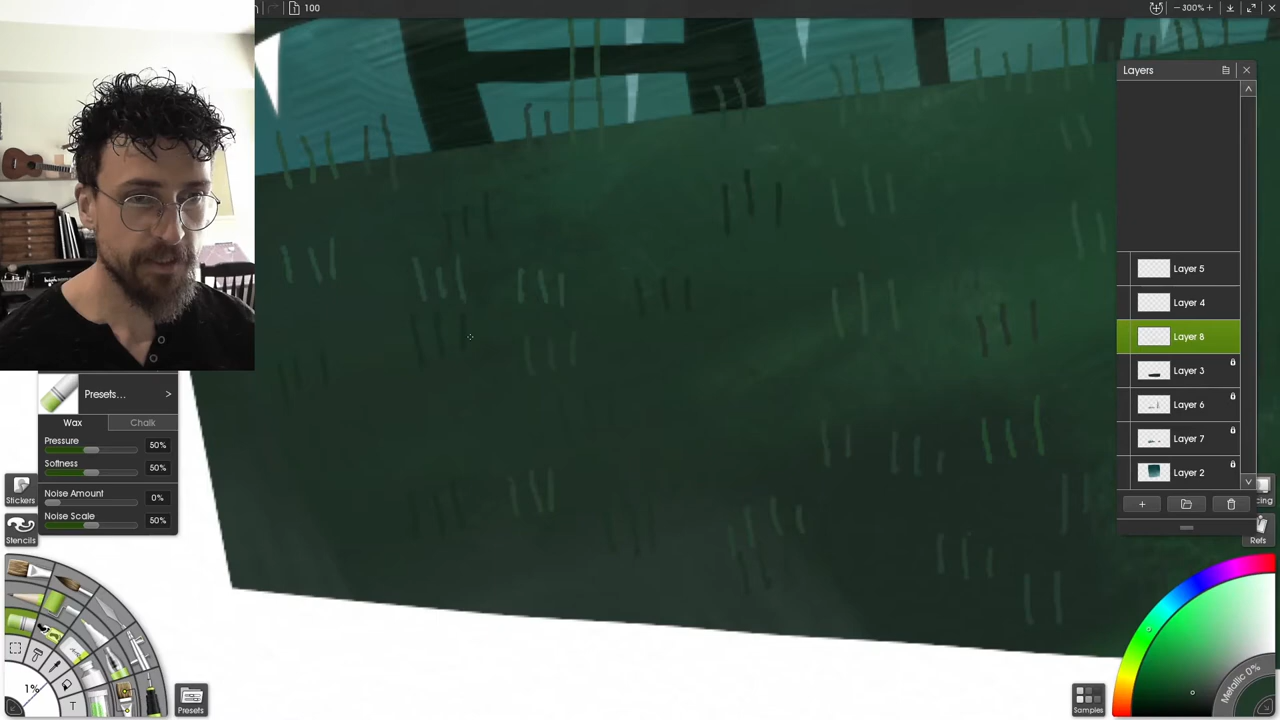 100
300%
Layers
Layer 5
Layer 4
Layer 8
Layer 3
Layer 6
Layer 7
Layer 2
Presets...
Wax
Chalk
Pressure
50%
Softness
50%
Noise Amount
0%
Noise Scale
50%
Stickers
Stencils
Refs
1%
T
Presets
Samples
Metallic 0%